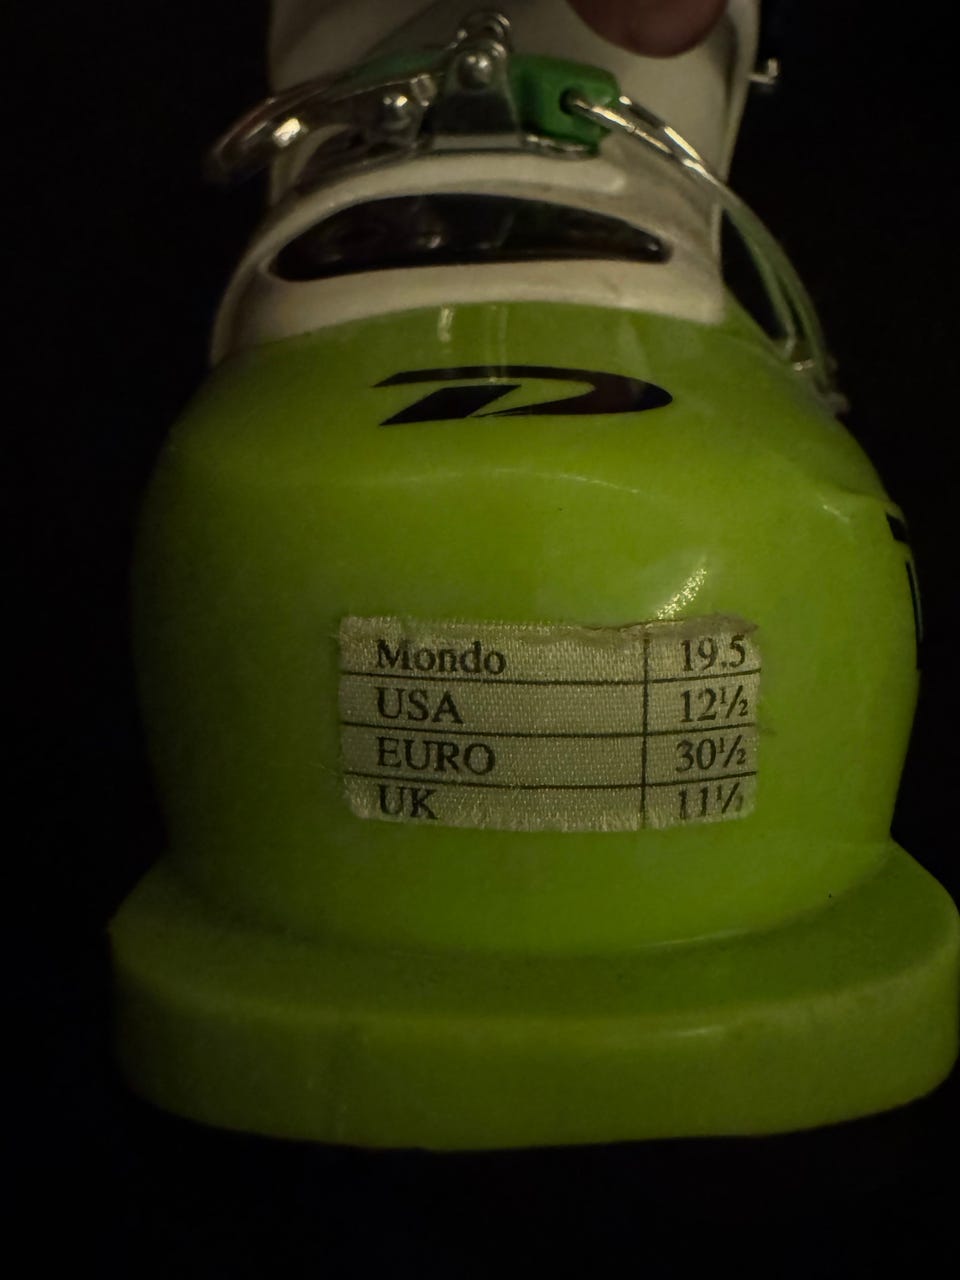 D
Mondo 19.5
USA 12½
EURO 30½
UK 11½